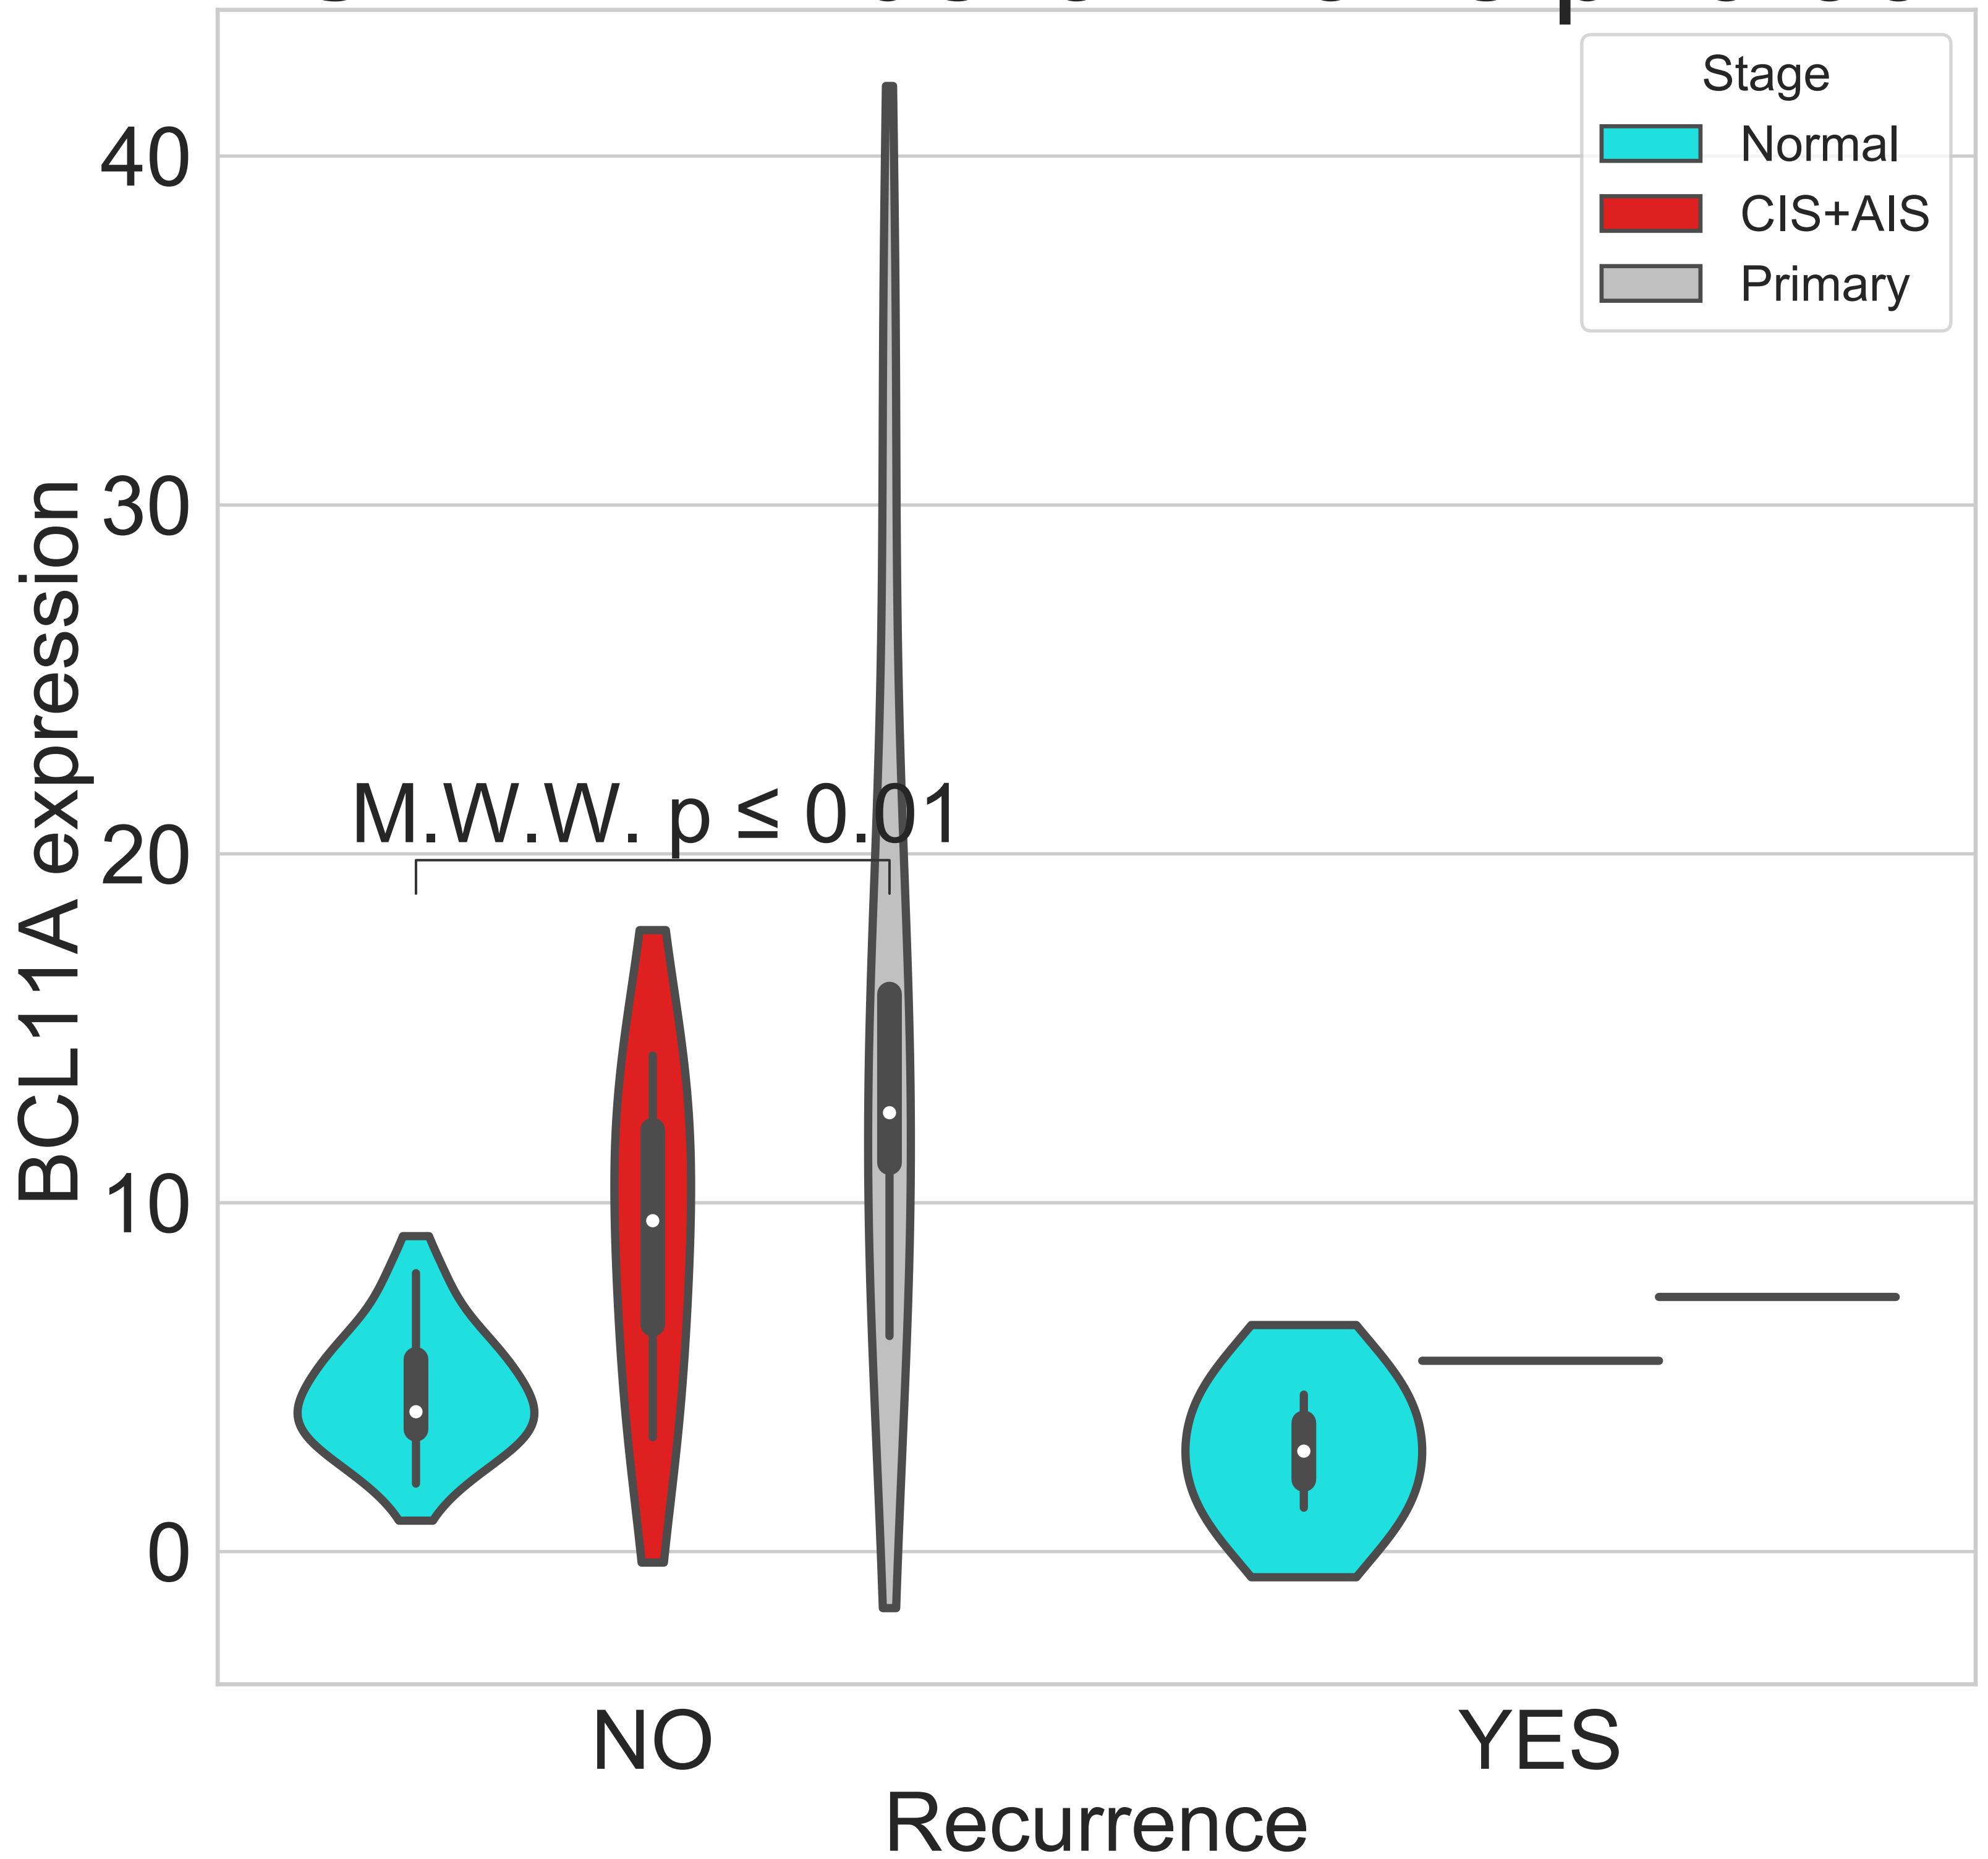 Stage
Normal
CIS+AIS
Primary
40
30
20
10
0
BCL11A expression
M.W.W. p ≤ 0.01
NO
YES
Recurrence